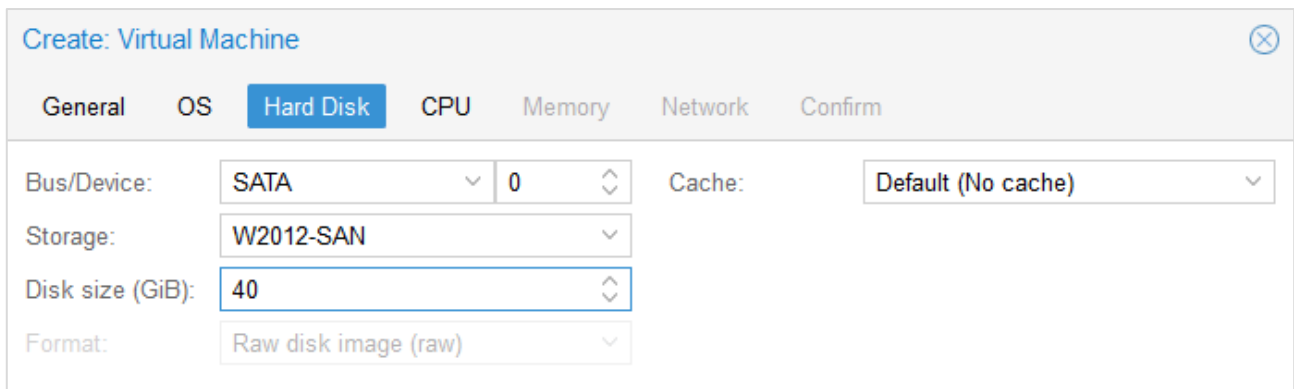 Create: Virtual Machine
General OS Hard Disk CPU Memory Network Confirm
Bus/Device: SATA 0 Cache: Default (No cache)
Storage: W2012-SAN
Disk size (GiB): 40
Format: Raw disk image (raw)